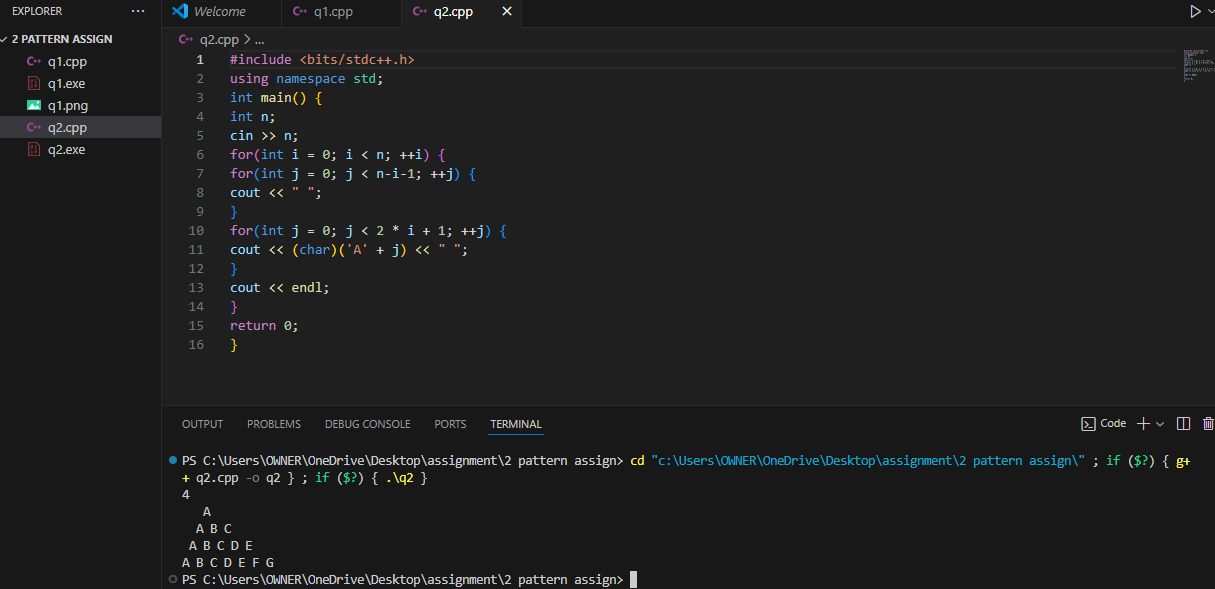 EXPLORER ...
Welcome q1.cpp q2.cpp
2 PATTERN ASSIGN
q1.cpp
q1.exe
q1.png
q2.cpp
q2.exe
q2.cpp > ...
1 #include <bits/stdc++.h>
2 using namespace std;
3 int main() {
4 int n;
5 cin >> n;
6 for(int i = 0; i < n; ++i) {
7 for(int j = 0; j < n-i-1; ++j) {
8 cout << " ";
9 }
10 for(int j = 0; j < 2 * i + 1; ++j) {
11 cout << (char)('A' + j) << " ";
12 }
13 cout << endl;
14 }
15 return 0;
16 }
OUTPUT PROBLEMS DEBUG CONSOLE PORTS TERMINAL Code
PS C:\Users\OWNER\OneDrive\Desktop\assignment\2 pattern assign> cd "c:\Users\OWNER\OneDrive\Desktop\assignment\2 pattern assign\" ; if ($?) { g+
+ q2.cpp -o q2 } ; if ($?) { .\q2 }
4
   A
  A B C
 A B C D E
A B C D E F G
PS C:\Users\OWNER\OneDrive\Desktop\assignment\2 pattern assign>